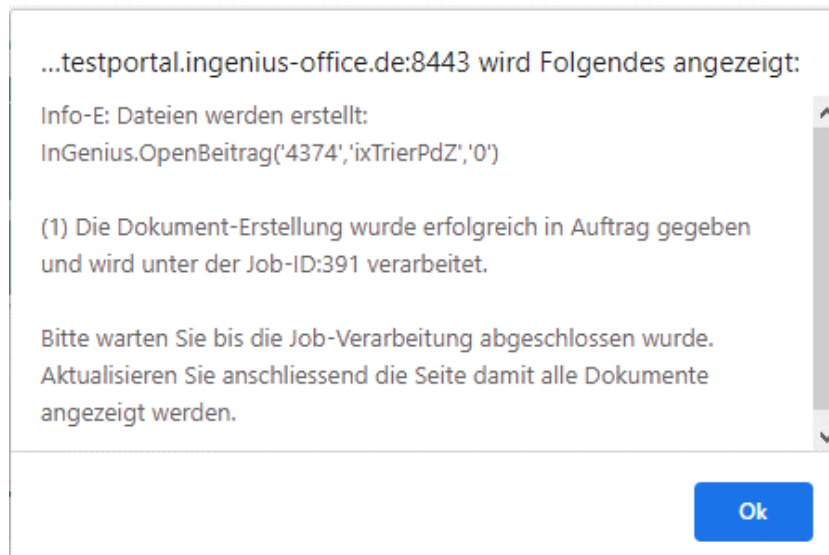 ...testportal.ingenius-office.de:8443 wird Folgendes angezeigt:
Info-E: Dateien werden erstellt:
InGenius.OpenBeitrag('4374','ixTrierPdZ','0')
(1) Die Dokument-Erstellung wurde erfolgreich in Auftrag gegeben
und wird unter der Job-ID:391 verarbeitet.
Bitte warten Sie bis die Job-Verarbeitung abgeschlossen wurde.
Aktualisieren Sie anschliessend die Seite damit alle Dokumente
angezeigt werden.
Ok